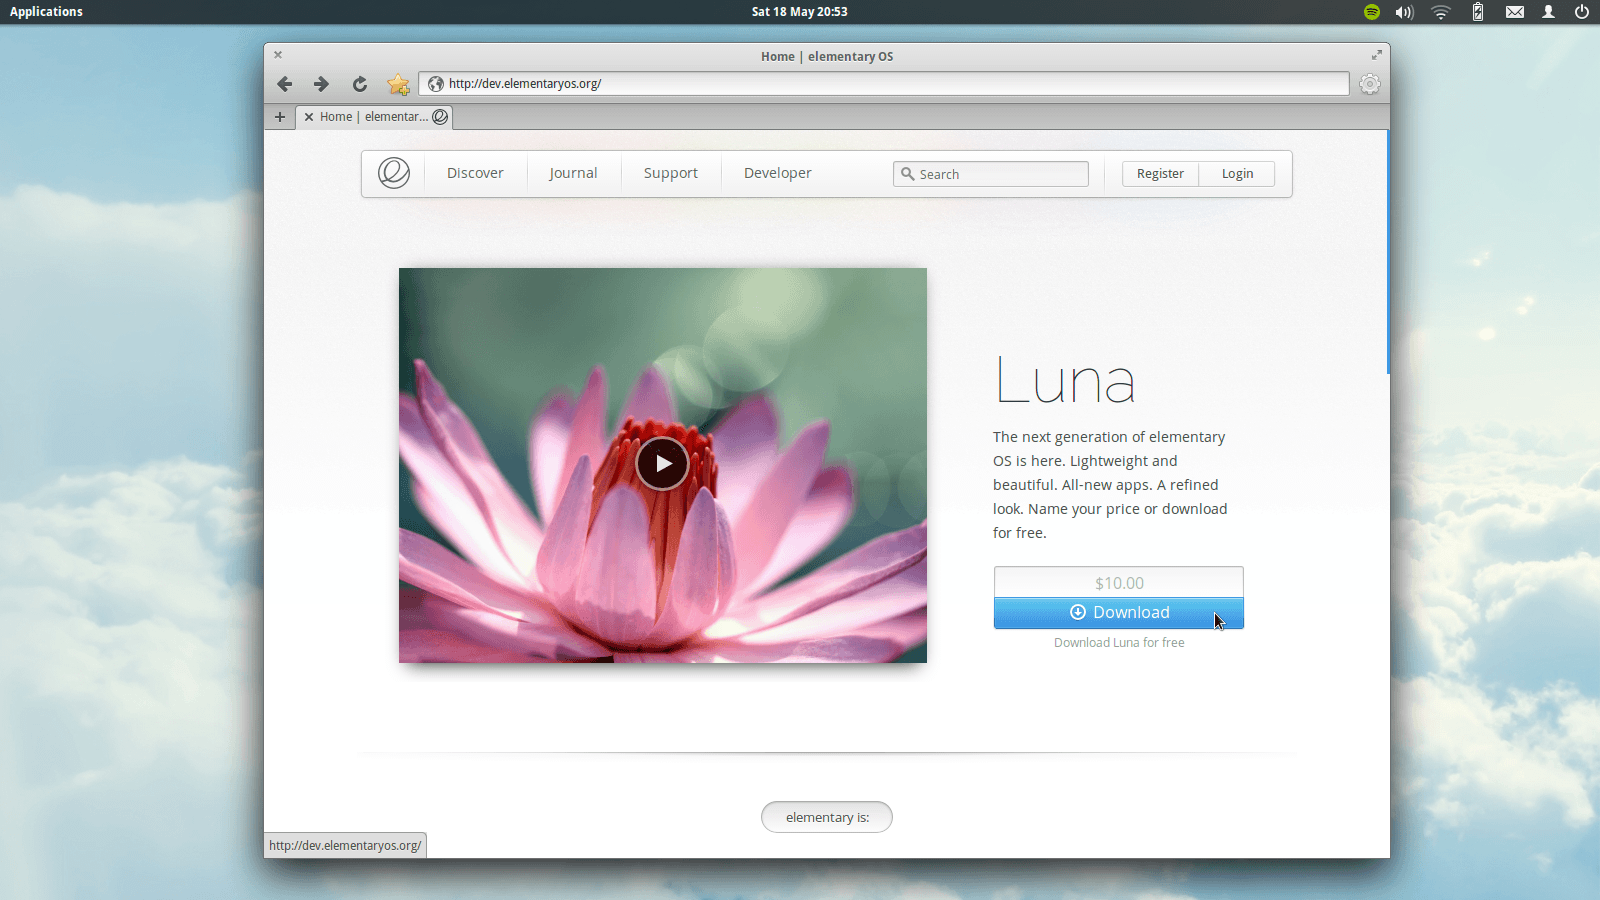 Applications
Sat 18 May 20:53
Home | elementary OS
http://dev.elementaryos.org/
Home | elementar...
Discover
Journal
Support
Developer
Search
Register
Login
Luna
The next generation of elementary
OS is here. Lightweight and
beautiful. All-new apps. A refined
look. Name your price or download
for free.
$10.00
Download
Download Luna for free
elementary is:
http://dev.elementaryos.org/